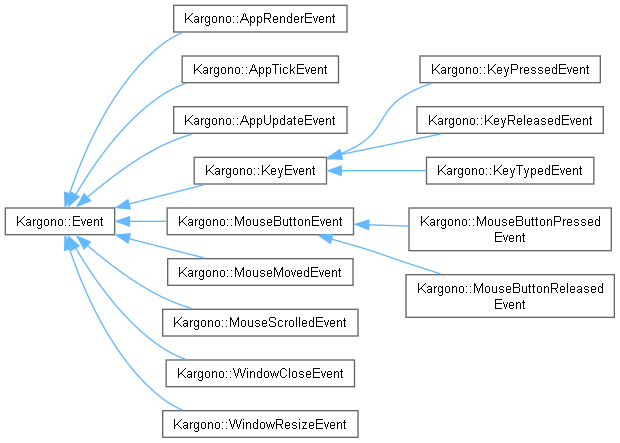 Kargono::AppRenderEvent
Kargono::AppTickEvent
Kargono::KeyPressedEvent
Kargono::AppUpdateEvent
Kargono::KeyReleasedEvent
Kargono::KeyEvent
Kargono::KeyTypedEvent
Kargono::Event
Kargono::MouseButtonEvent
Kargono::MouseButtonPressed
Event
Kargono::MouseMovedEvent
Kargono::MouseButtonReleased
Event
Kargono::MouseScrolledEvent
Kargono::WindowCloseEvent
Kargono::WindowResizeEvent